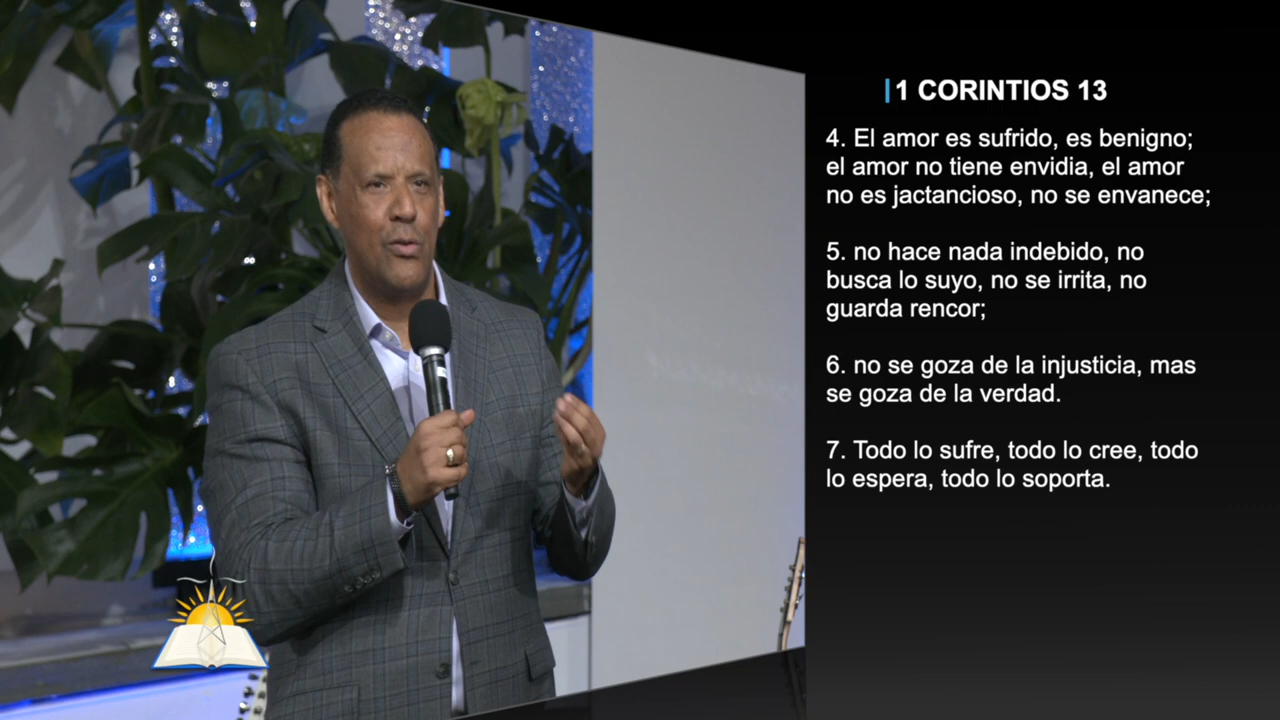 1 CORINTIOS 13
4. El amor es sufrido, es benigno;
el amor no tiene envidia, el amor
no es jactancioso, no se envanece;
5. no hace nada indebido, no
busca lo suyo, no se irrita, no
guarda rencor;
6. no se goza de la injusticia, mas
se goza de la verdad.
7. Todo lo sufre, todo lo cree, todo
lo espera, todo lo soporta.